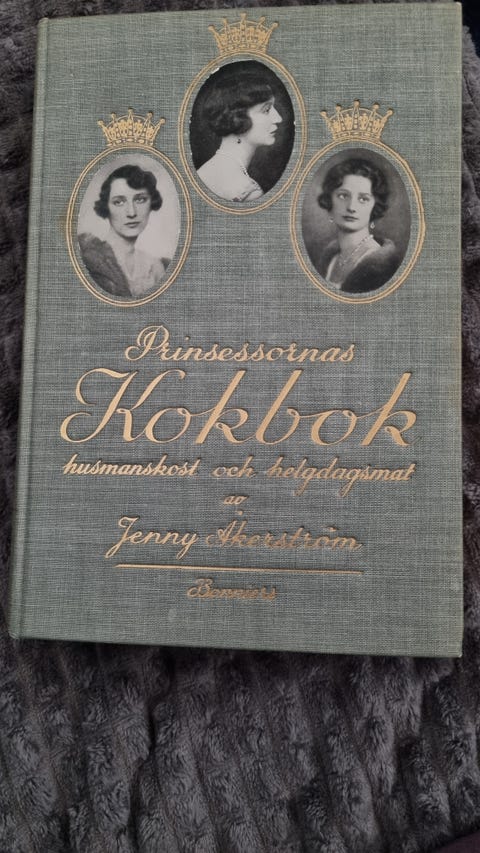 Prinsessornas
Kokbok
husmanskost och helgdagsmat
av
Jenny Åkerström
Bonniers